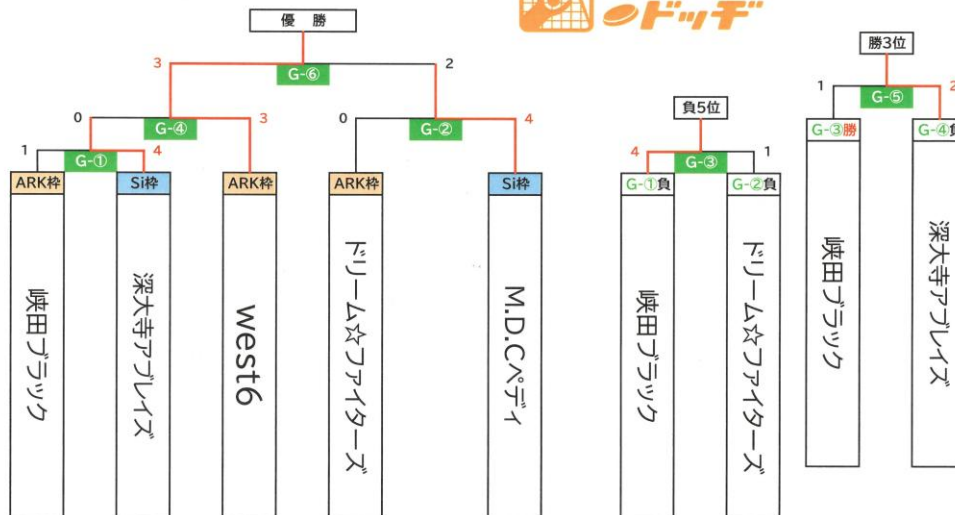 ドッヂ
優 勝
3
G-⑥
2
0
G-④
3
0
G-②
4
1
G-①
4
ARK枠
Si枠
ARK枠
ARK枠
Si枠
峡田ブラック
深大寺アブレイズ
west6
ドリーム☆ファイターズ
M.D.Cペディ
負5位
4
G-③
1
G-①負
G-②負
峡田ブラック
ドリーム☆ファイターズ
勝3位
1
G-⑤
2
G-③勝
G-④負
峡田ブラック
深大寺アブレイズ